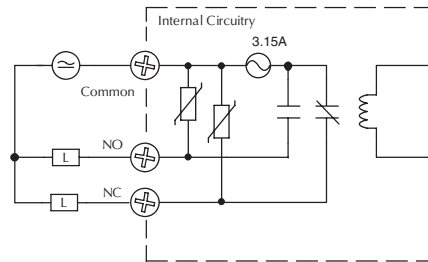 Internal Circuitry
3.15A
Common
NO
L
NC
L